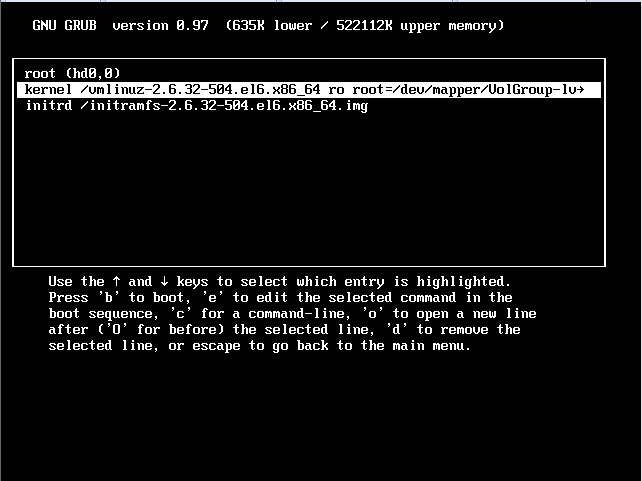 GNU GRUB  version 0.97  (635K lower / 522112K upper memory)
root (hd0,0)
kernel /vmlinuz-2.6.32-504.el6.x86_64 ro root=/dev/mapper/VolGroup-lv→
initrd /initramfs-2.6.32-504.el6.x86_64.img
Use the ↑ and ↓ keys to select which entry is highlighted.
Press 'b' to boot, 'e' to edit the selected command in the
boot sequence, 'c' for a command-line, 'o' to open a new line
after ('O' for before) the selected line, 'd' to remove the
selected line, or escape to go back to the main menu.